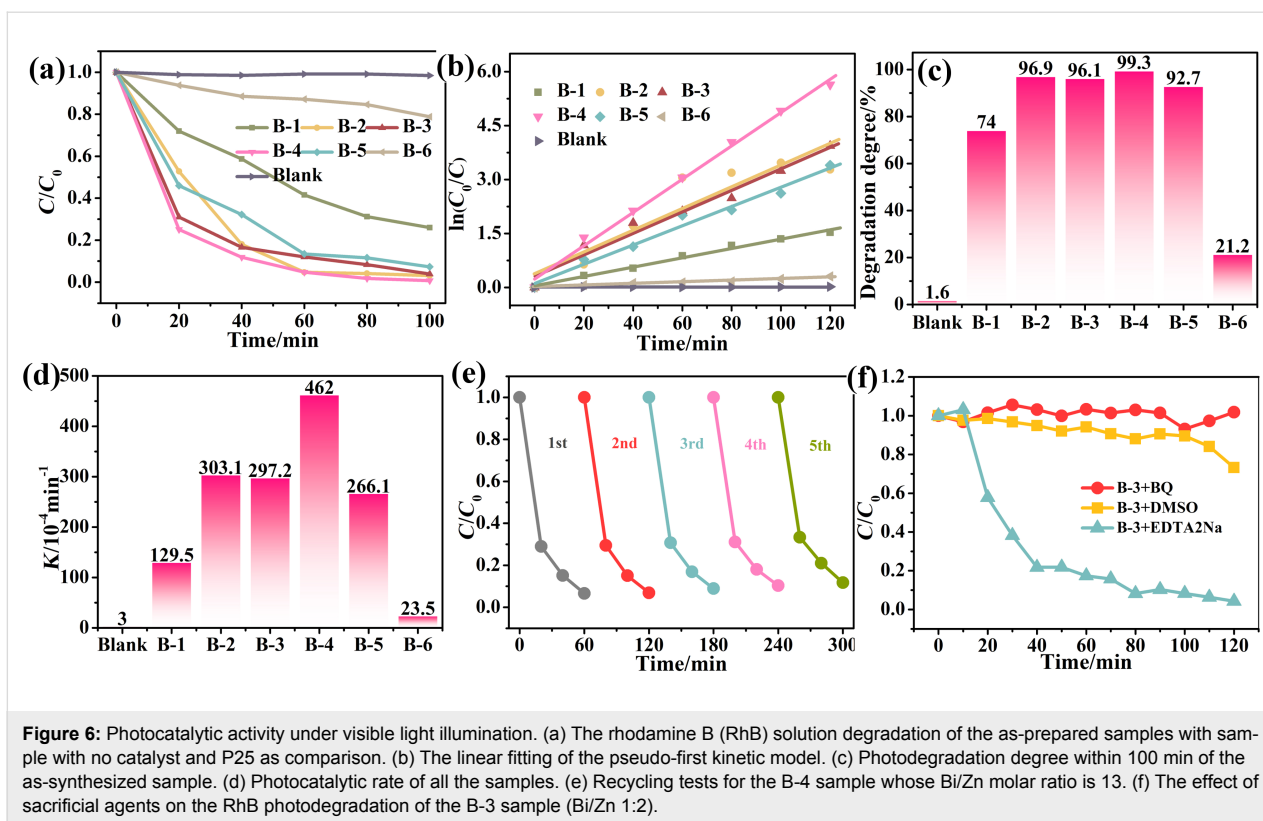 (a)
1.0
0.8
0.6
0.4
0.2
0.0
C/C0
B-1 B-2 B-3
B-4 B-5 B-6
Blank
0 20 40 60 80 100
Time/min
(b)
6.0
4.5
3.0
1.5
0.0
ln(C0/C)
B-1 B-2 B-3
B-4 B-5 B-6
Blank
0 20 40 60 80 100 120
Time/min
(c)
100
80
60
40
20
0
Degradation degree/%
1.6 74 96.9 96.1 99.3 92.7 21.2
Blank B-1 B-2 B-3 B-4 B-5 B-6
(d)
500
400
300
200
100
0
K/10-4min-1
3 129.5 303.1 297.2 462 266.1 23.5
Blank B-1 B-2 B-3 B-4 B-5 B-6
(e)
1.0
0.8
0.6
0.4
0.2
0.0
C/C0
1st 2nd 3rd 4th 5th
0 60 120 180 240 300
Time/min
(f)
1.2
1.0
0.8
0.6
0.4
0.2
0.0
C/C0
B-3+BQ
B-3+DMSO
B-3+EDTA2Na
0 20 40 60 80 100 120
Time/min
Figure 6: Photocatalytic activity under visible light illumination. (a) The rhodamine B (RhB) solution degradation of the as-prepared samples with sam-
ple with no catalyst and P25 as comparison. (b) The linear fitting of the pseudo-first kinetic model. (c) Photodegradation degree within 100 min of the
as-synthesized sample. (d) Photocatalytic rate of all the samples. (e) Recycling tests for the B-4 sample whose Bi/Zn molar ratio is 13. (f) The effect of
sacrificial agents on the RhB photodegradation of the B-3 sample (Bi/Zn 1:2).